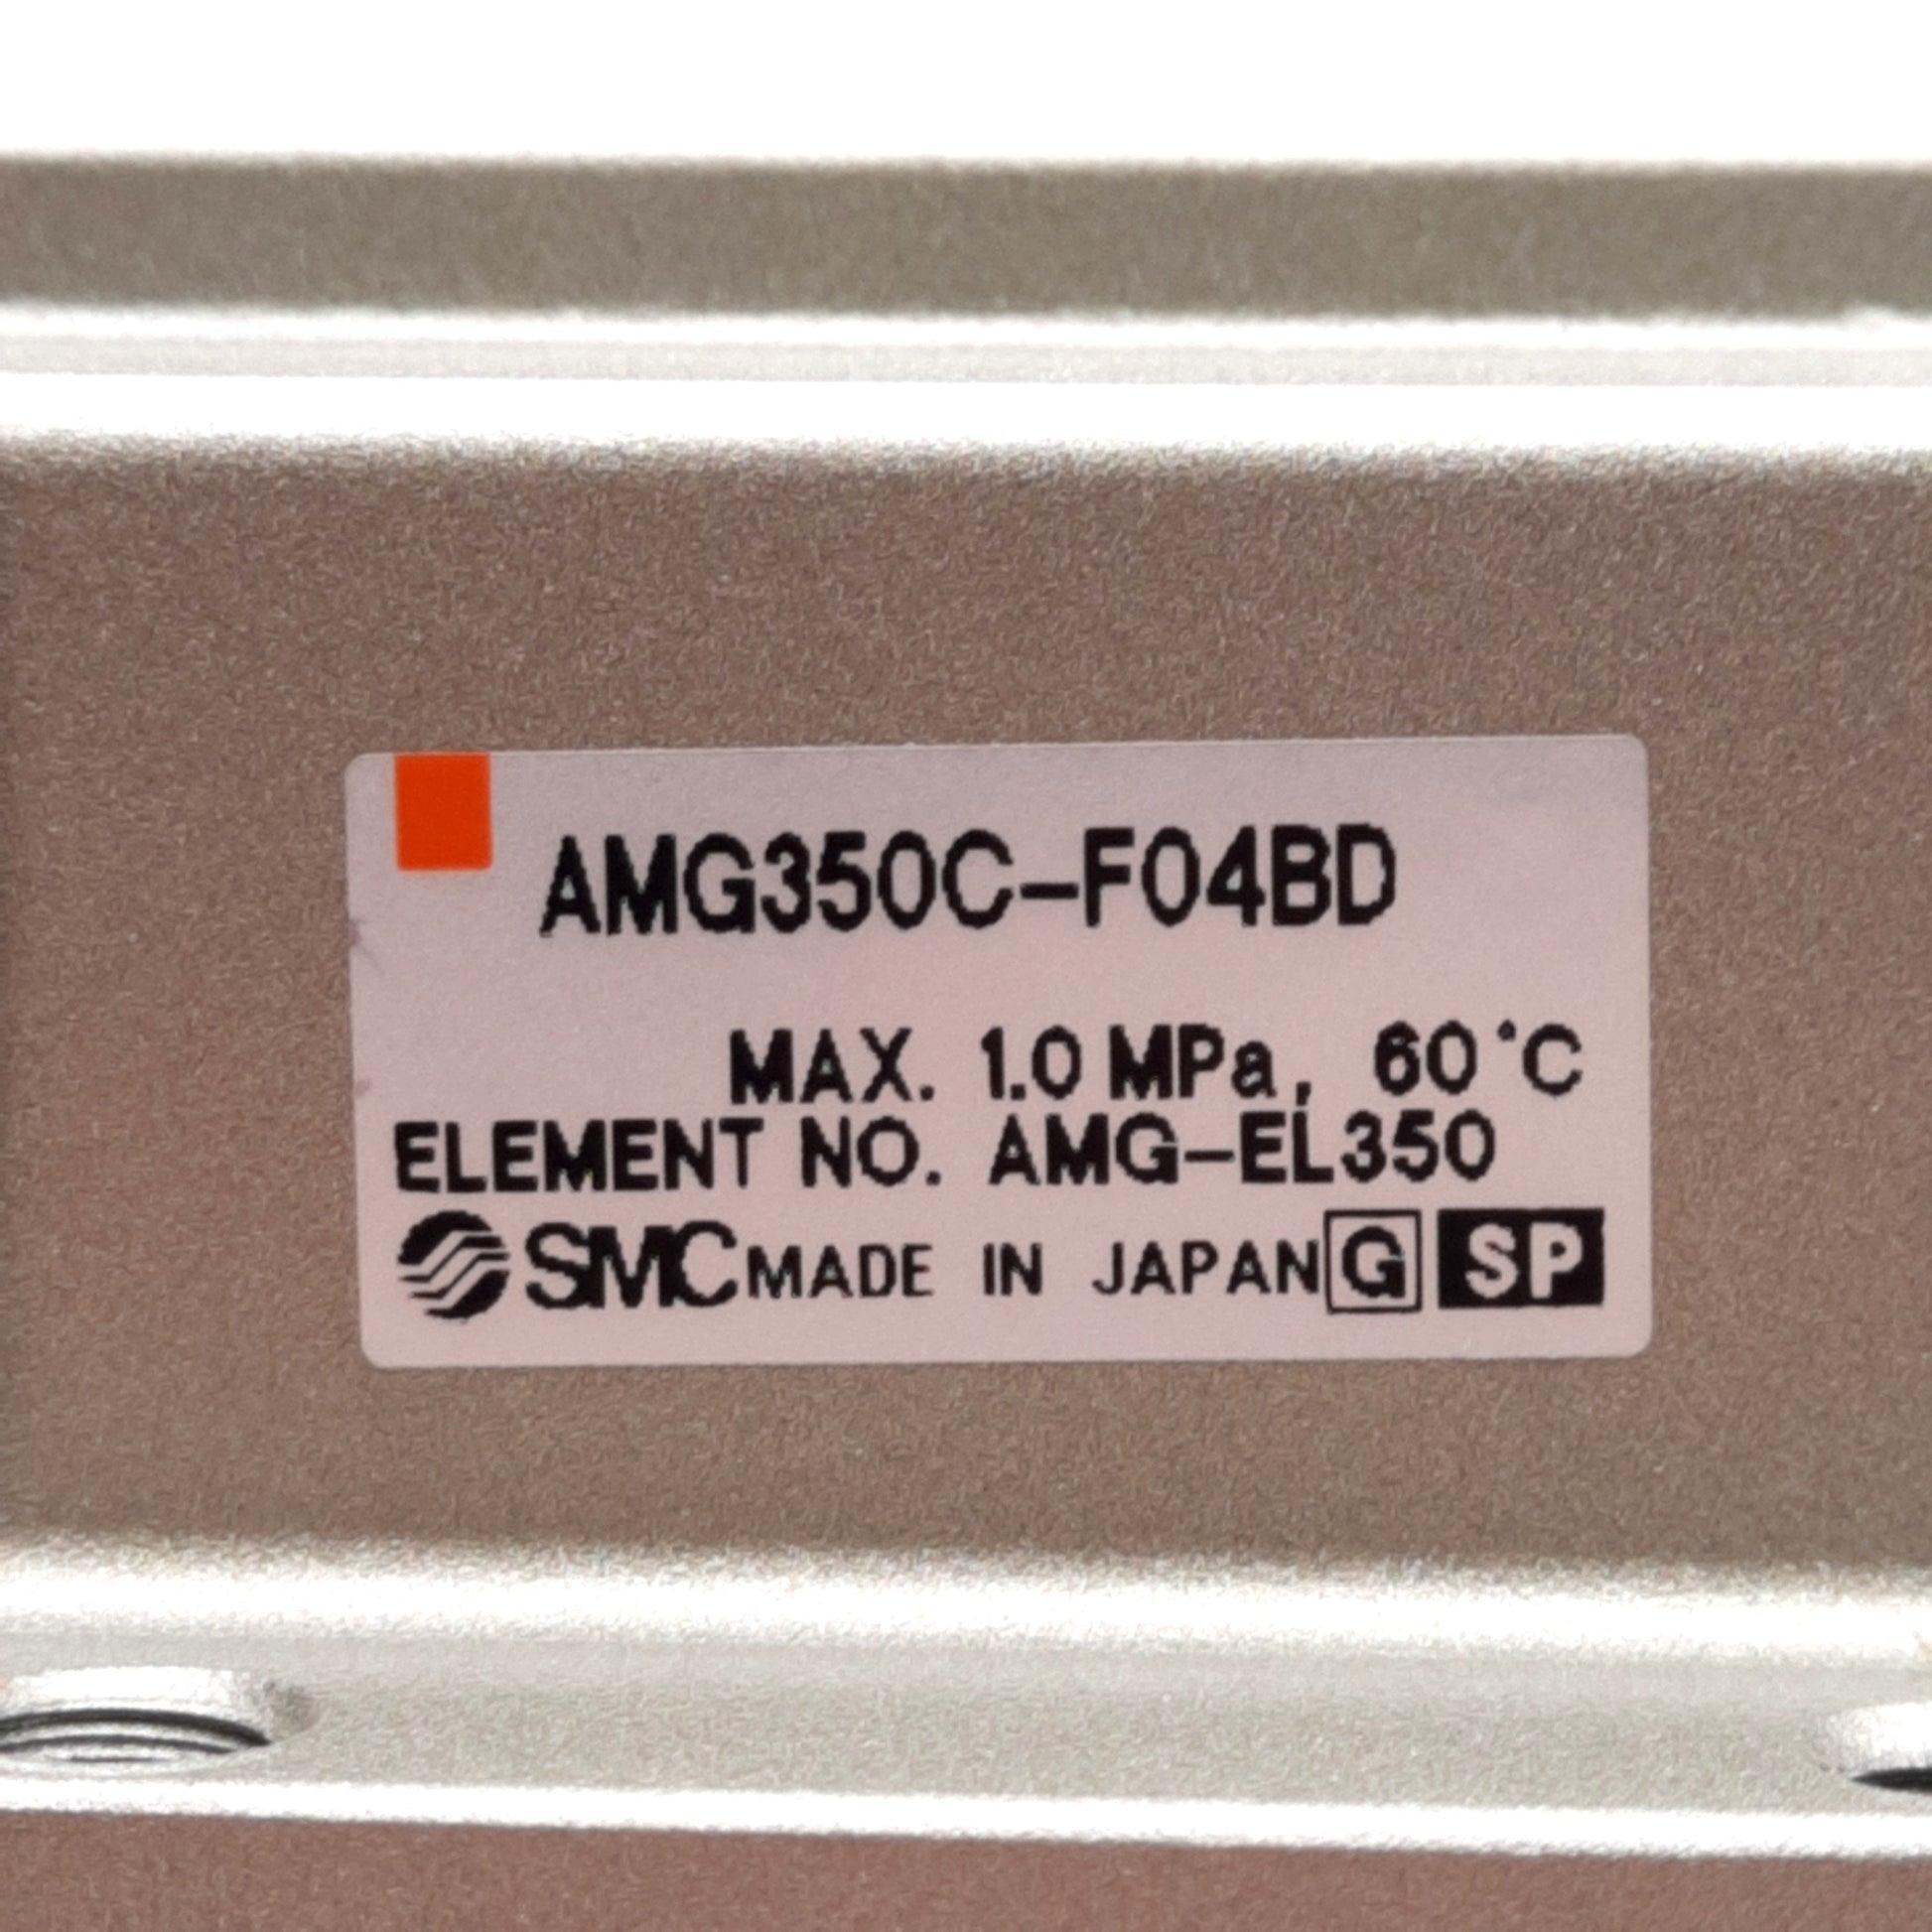 AMG350C-F04BD
MAX. 1.0 MPa, 60°C
ELEMENT NO. AMG-EL350
SMC MADE IN JAPAN G SP